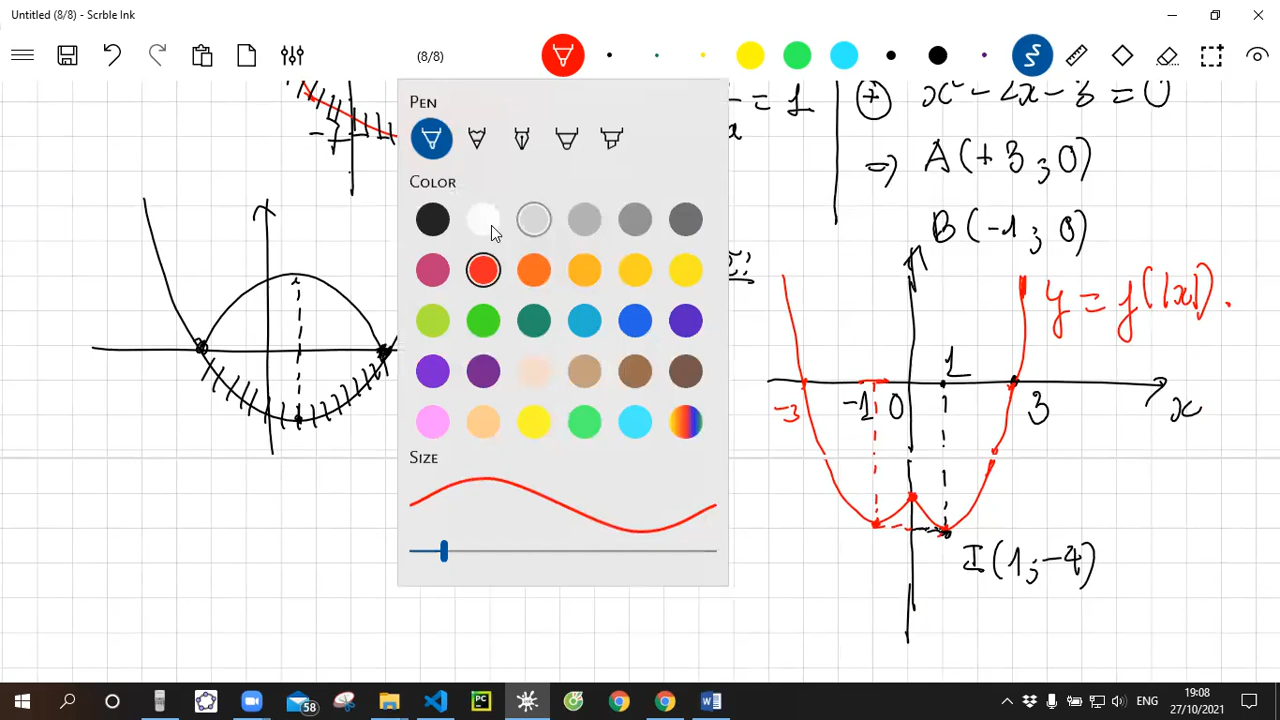 Untitled (8/8) - Scrble Ink
(8/8)
PEN
COLOR
SIZE
= 1
x
⊕ x² - 2x - 3 = 0
=> A(+3; 0)
B(-1; 0)
y = f(|x|).
1
-3
-1
0
3
x
I(1; -4)
58
ENG
19:08
27/10/2021